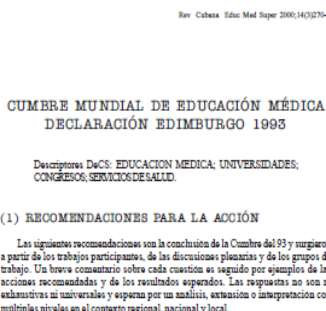 Rev Cubana Educ Med Super 2000;14(3)270-
CUMBRE MUNDIAL DE EDUCACIÓN MÉDICA
DECLARACIÓN EDIMBURGO 1993
Descriptores DeCS: EDUCACION MEDICA; UNIVERSIDADES;
CONGRESOS; SERVICIOS DE SALUD.
(1) RECOMENDACIONES PARA LA ACCIÓN
Las siguientes recomendaciones son la conclusión de la Cumbre del 93 y surgiero
a partir de los trabajos participantes, de las discusiones plenarias y de los grupos d
trabajo. Un breve comentario sobre cada cuestión es seguido por ejemplos de la
acciones recomendadas y de los resultados esperados. Las respuestas no son n
exhaustivas ni universales y esperan por un análisis, extensión o interpretación co
múltiples niveles en el contexto regional, nacional y local.